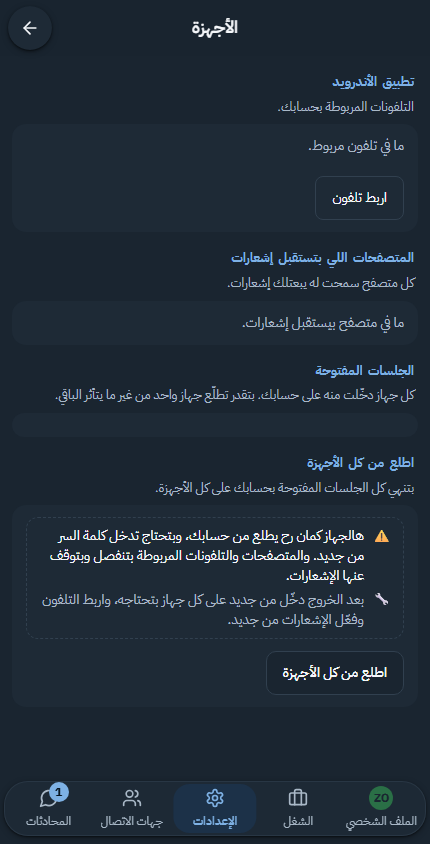 الأجهزة
تطبيق الأندرويد
التلفونات المربوطة بحسابك.
ما في تلفون مربوط.
اربط تلفون
المتصفحات اللي بتستقبل إشعارات
كل متصفح سمحت له يبعتلك إشعارات.
ما في متصفح بيستقبل إشعارات.
الجلسات المفتوحة
كل جهاز دخّلت منه على حسابك. بتقدر تطلّع جهاز واحد من غير ما يتأثر الباقي.
اطلع من كل الأجهزة
بتنهي كل الجلسات المفتوحة بحسابك على كل الأجهزة.
هالجهاز كمان رح يطلع من حسابك، وبتحتاج تدخل كلمة السر
من جديد. والمتصفحات والتلفونات المربوطة بتنفصل وبتوقف
عنها الإشعارات.
بعد الخروج دخّل من جديد على كل جهاز بتحتاجه، واربط التلفون
وفعّل الإشعارات من جديد.
اطلع من كل الأجهزة
ZO
الملف الشخصي
الشغل
الإعدادات
جهات الاتصال
1
المحادثات